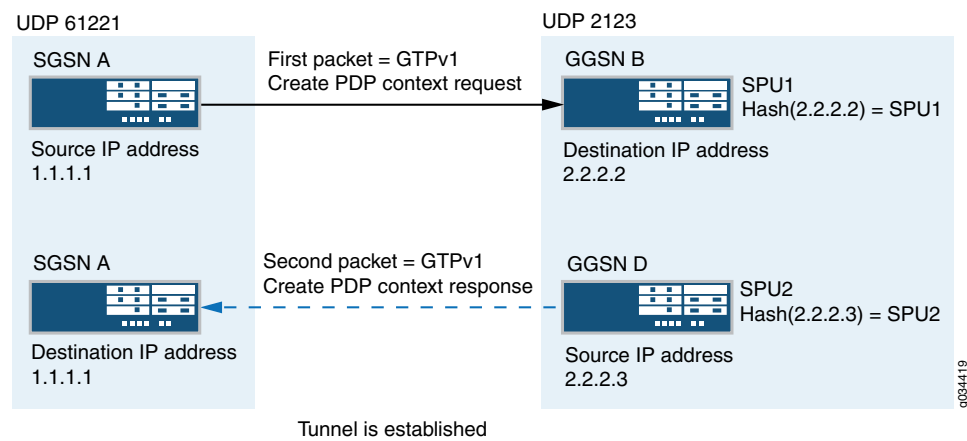 UDP 61221
UDP 2123
SGSN A
First packet = GTPv1
Create PDP context request
GGSN B
SPU1
Hash(2.2.2.2) = SPU1
Source IP address
1.1.1.1
Destination IP address
2.2.2.2
SGSN A
Second packet = GTPv1
Create PDP context response
GGSN D
SPU2
Hash(2.2.2.3) = SPU2
Destination IP address
1.1.1.1
Source IP address
2.2.2.3
Tunnel is established
g034419